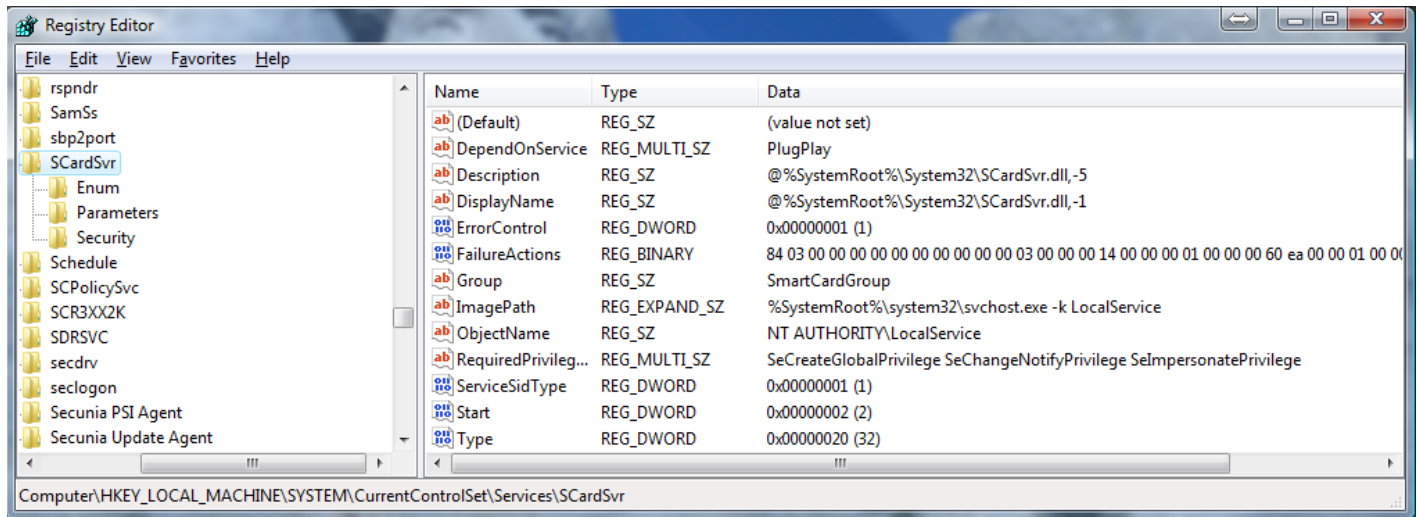 Registry Editor
File Edit View Favorites Help
rspndr
SamSs
sbp2port
SCardSvr
Enum
Parameters
Security
Schedule
SCPolicySvc
SCR3XX2K
SDRSVC
secdrv
seclogon
Secunia PSI Agent
Secunia Update Agent
Name Type Data
(Default) REG_SZ (value not set)
DependOnService REG_MULTI_SZ PlugPlay
Description REG_SZ @%SystemRoot%\System32\SCardSvr.dll,-5
DisplayName REG_SZ @%SystemRoot%\System32\SCardSvr.dll,-1
ErrorControl REG_DWORD 0x00000001 (1)
FailureActions REG_BINARY 84 03 00 00 00 00 00 00 00 00 00 00 03 00 00 00 14 00 00 00 01 00 00 00 60 ea 00 00 01 00 00
Group REG_SZ SmartCardGroup
ImagePath REG_EXPAND_SZ %SystemRoot%\system32\svchost.exe -k LocalService
ObjectName REG_SZ NT AUTHORITY\LocalService
RequiredPrivileg... REG_MULTI_SZ SeCreateGlobalPrivilege SeChangeNotifyPrivilege SeImpersonatePrivilege
ServiceSidType REG_DWORD 0x00000001 (1)
Start REG_DWORD 0x00000002 (2)
Type REG_DWORD 0x00000020 (32)
Computer\HKEY_LOCAL_MACHINE\SYSTEM\CurrentControlSet\Services\SCardSvr